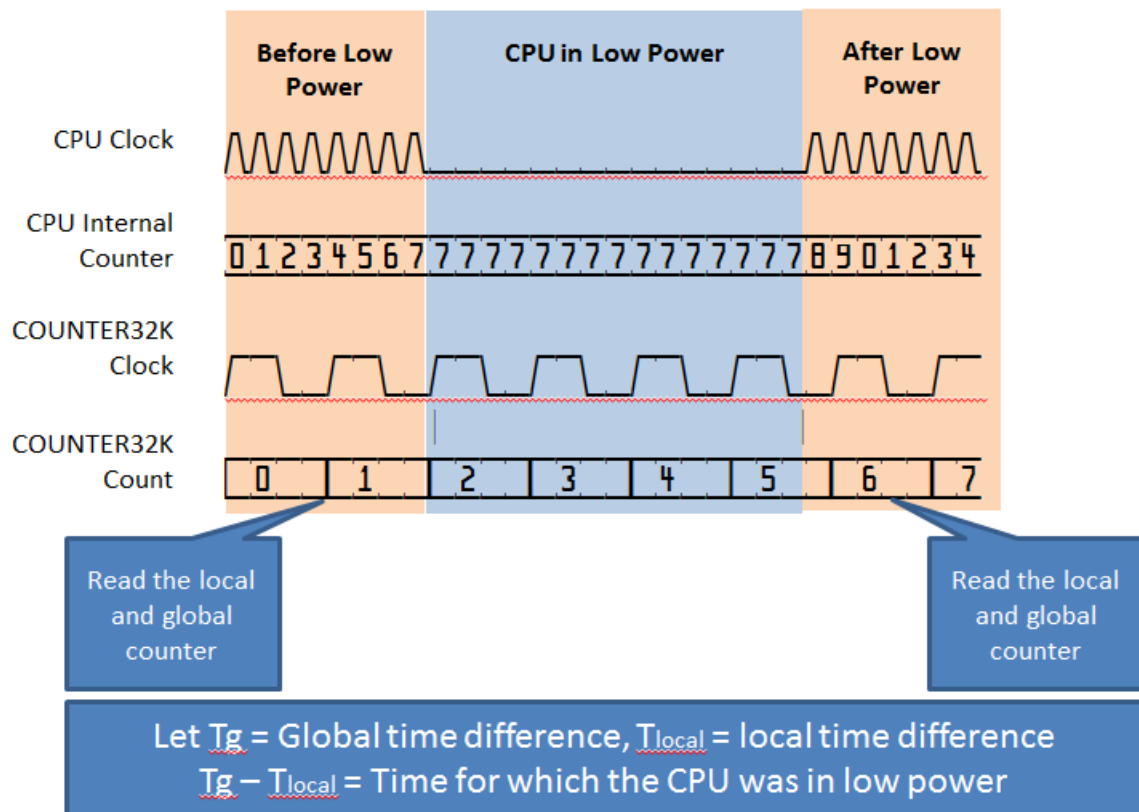 Before Low
Power
CPU in Low Power
After Low
Power
CPU Clock
CPU Internal
Counter
0 1 2 3 4 5 6 7 7 7 7 7 7 7 7 7 7 7 7 7 7 7 7 8 9 0 1 2 3 4
COUNTER32K
Clock
COUNTER32K
Count
0 1 2 3 4 5 6 7
Read the local
and global
counter
Read the local
and global
counter
Let Tg = Global time difference, Tlocal = local time difference
Tg – Tlocal = Time for which the CPU was in low power